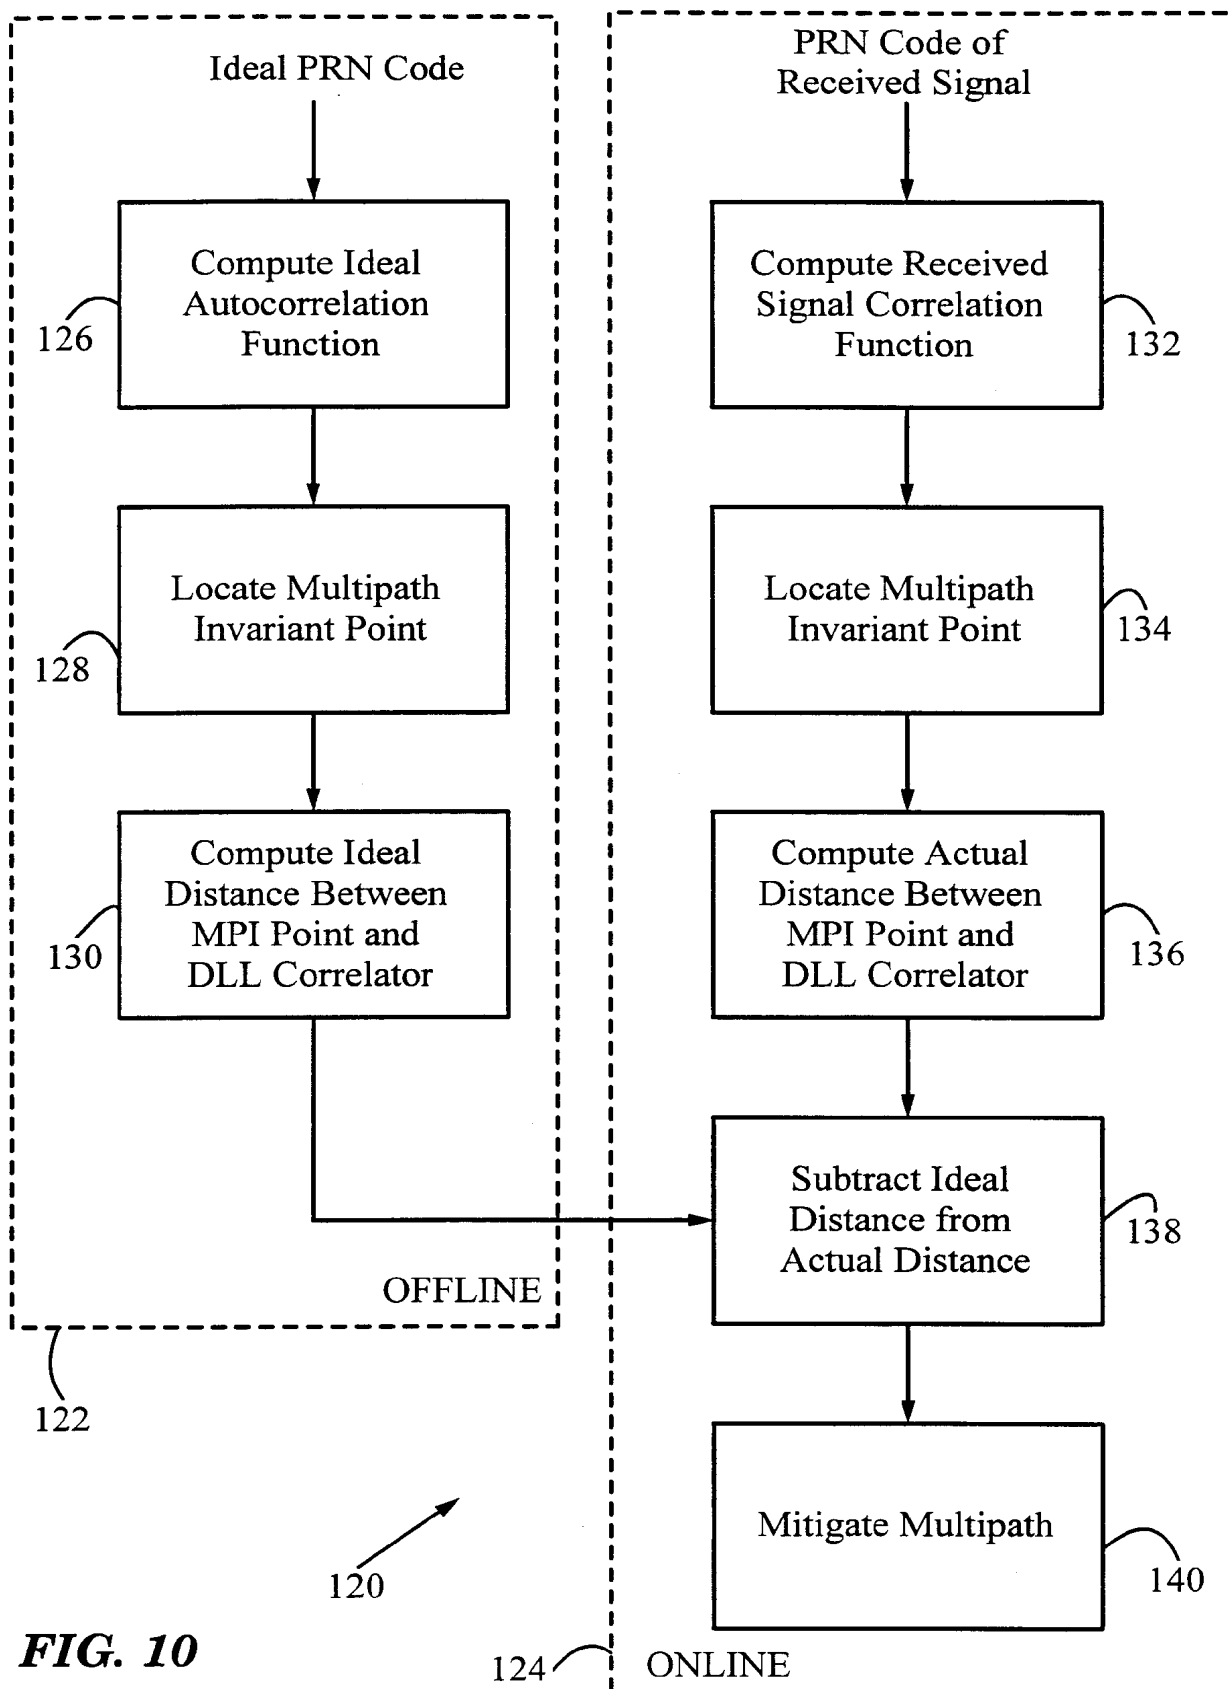 Ideal PRN Code
Compute Ideal
Autocorrelation
Function
126
Locate Multipath
Invariant Point
128
Compute Ideal
Distance Between
MPI Point and
DLL Correlator
130
OFFLINE
122
PRN Code of
Received Signal
Compute Received
Signal Correlation
Function
132
Locate Multipath
Invariant Point
134
Compute Actual
Distance Between
MPI Point and
DLL Correlator
136
Subtract Ideal
Distance from
Actual Distance
138
Mitigate Multipath
140
120
124
ONLINE
FIG. 10